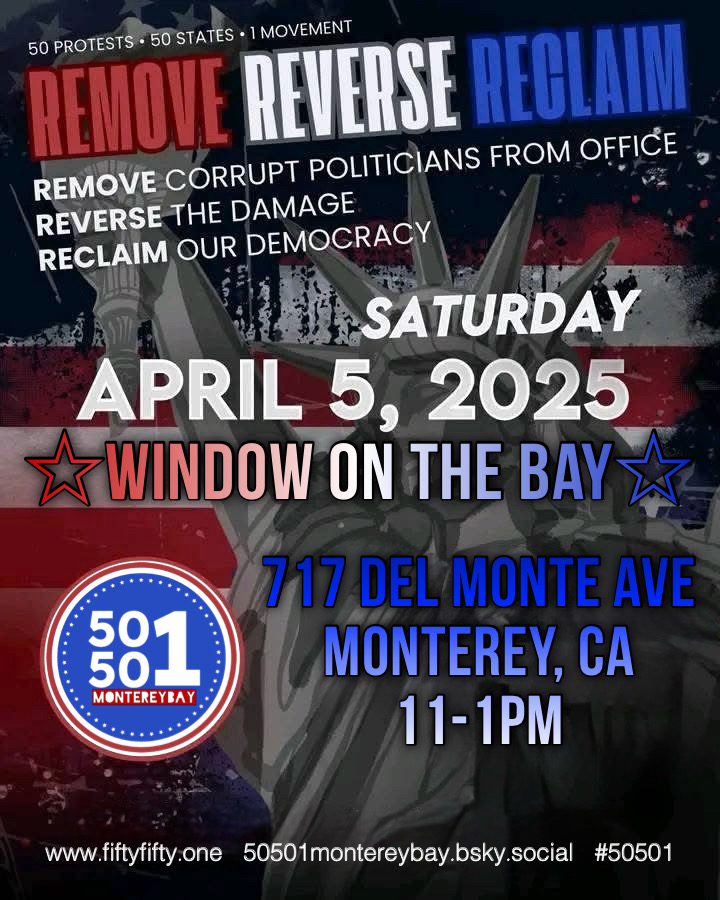 50 PROTESTS • 50 STATES • 1 MOVEMENT
REMOVE REVERSE RECLAIM
REMOVE CORRUPT POLITICIANS FROM OFFICE
REVERSE THE DAMAGE
RECLAIM OUR DEMOCRACY
SATURDAY
APRIL 5, 2025
WINDOW ON THE BAY
717 DEL MONTE AVE
MONTEREY, CA
11-1PM
50
501
MONTEREYBAY
www.fiftyfifty.one 50501montereybay.bsky.social #50501